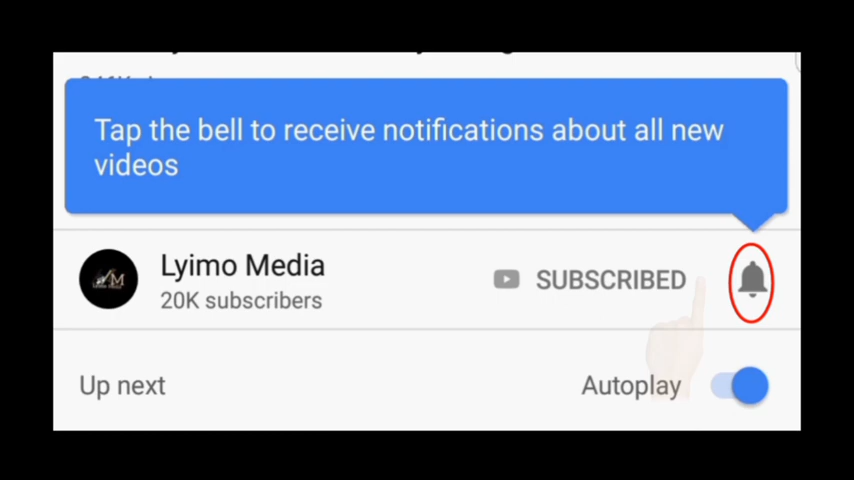 Tap the bell to receive notifications about all new
videos
Lyimo Media
SUBSCRIBED
20K subscribers
Up next
Autoplay